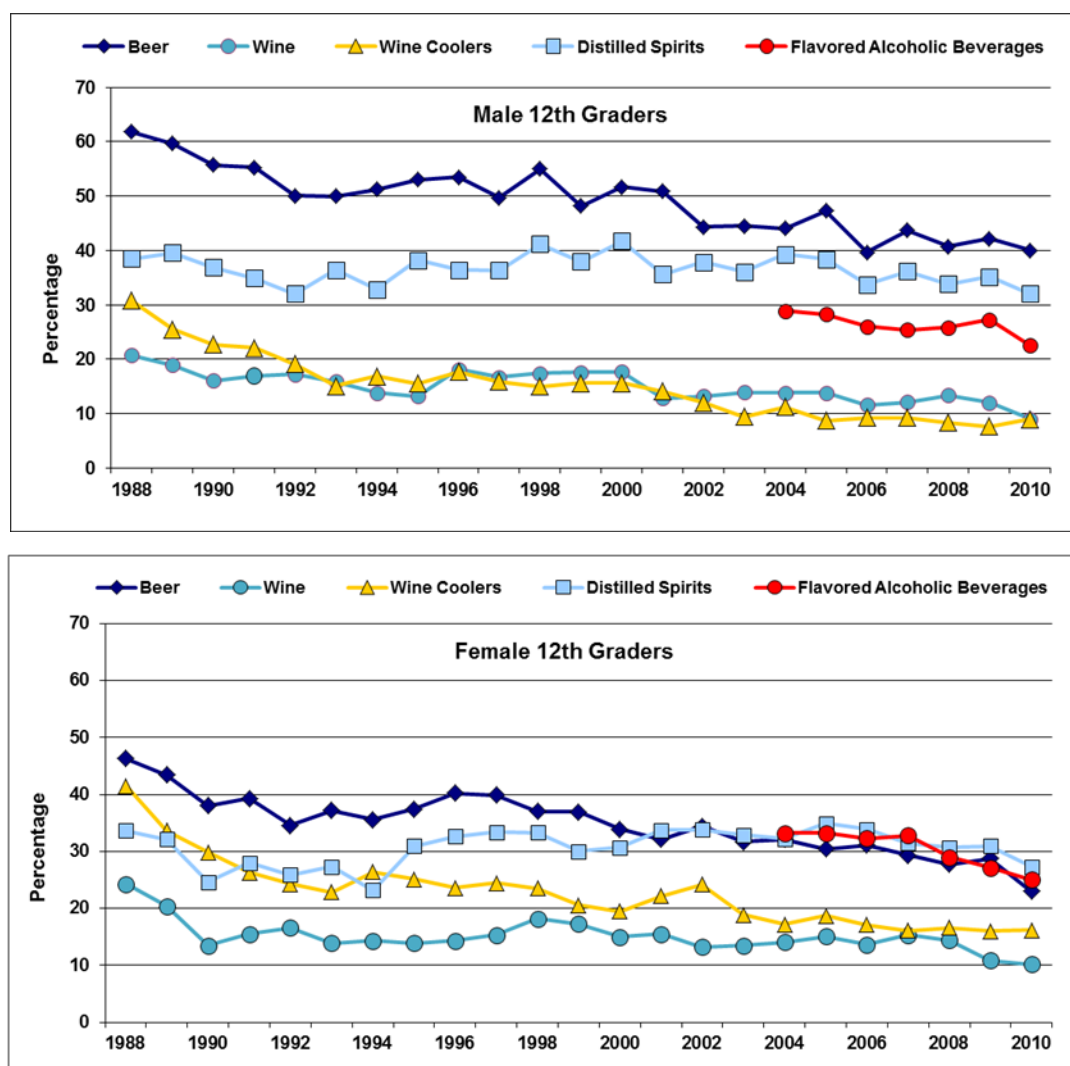 Beer Wine Wine Coolers Distilled Spirits Flavored Alcoholic Beverages
Male 12th Graders
Percentage
70
60
50
40
30
20
10
0
1988 1990 1992 1994 1996 1998 2000 2002 2004 2006 2008 2010
Beer Wine Wine Coolers Distilled Spirits Flavored Alcoholic Beverages
Female 12th Graders
Percentage
70
60
50
40
30
20
10
0
1988 1990 1992 1994 1996 1998 2000 2002 2004 2006 2008 2010